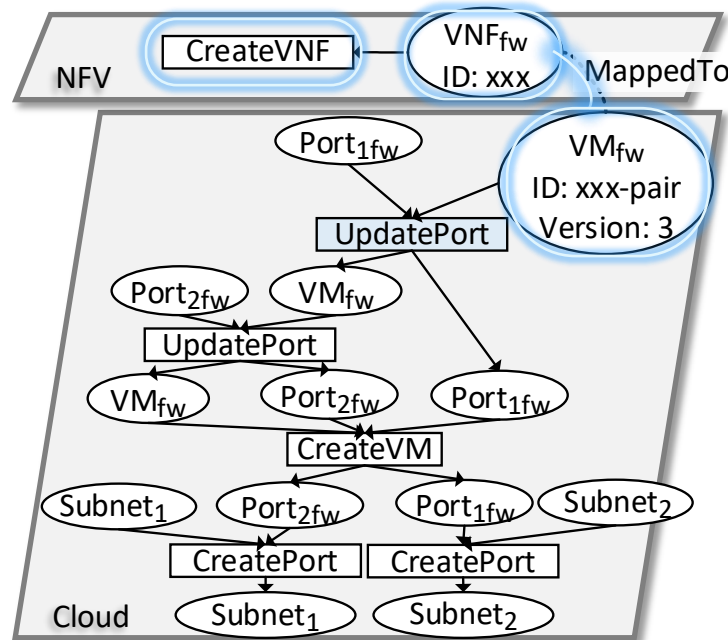 CreateVNF
VNFfw
ID: xxx
NFV
MappedTo
Port1fw
VMfw
ID: xxx-pair
Version: 3
UpdatePort
Port2fw
VMfw
UpdatePort
VMfw
Port2fw
Port1fw
CreateVM
Subnet1
Port2fw
Port1fw
Subnet2
CreatePort
CreatePort
Cloud
Subnet1
Subnet2